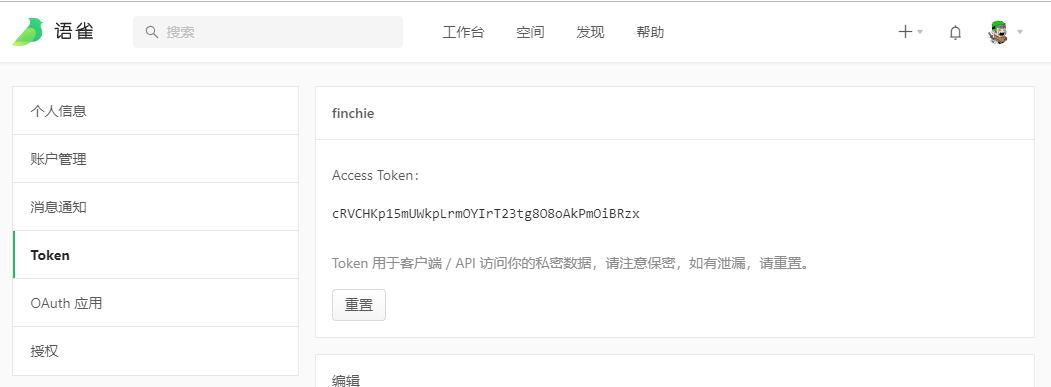 语雀
搜索
工作台 空间 发现 帮助
个人信息
账户管理
消息通知
Token
OAuth 应用
授权
finchie
Access Token：
cRVCHKp15mUWkpLrmOYIrT23tg8O8oAkPmOiBRzx
Token 用于客户端 / API 访问你的私密数据，请注意保密，如有泄漏，请重置。
重置
编辑